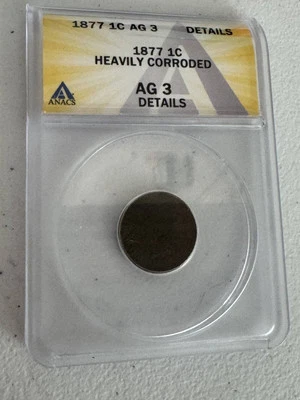 1877 1C AG 3 DETAILS
1877 1C
HEAVILY CORRODED
AG 3
DETAILS
ANACS